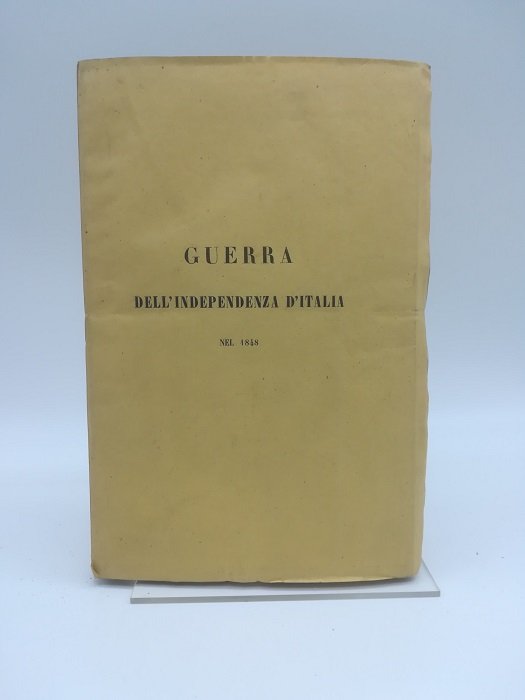 GUERRA
DELL'INDEPENDENZA D'ITALIA
NEL 1848